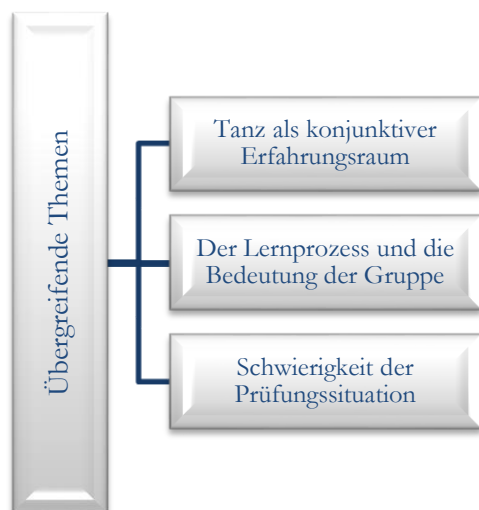 Übergreifende Themen
Tanz als konjunktiver
Erfahrungsraum
Der Lernprozess und die
Bedeutung der Gruppe
Schwierigkeit der
Prüfungssituation